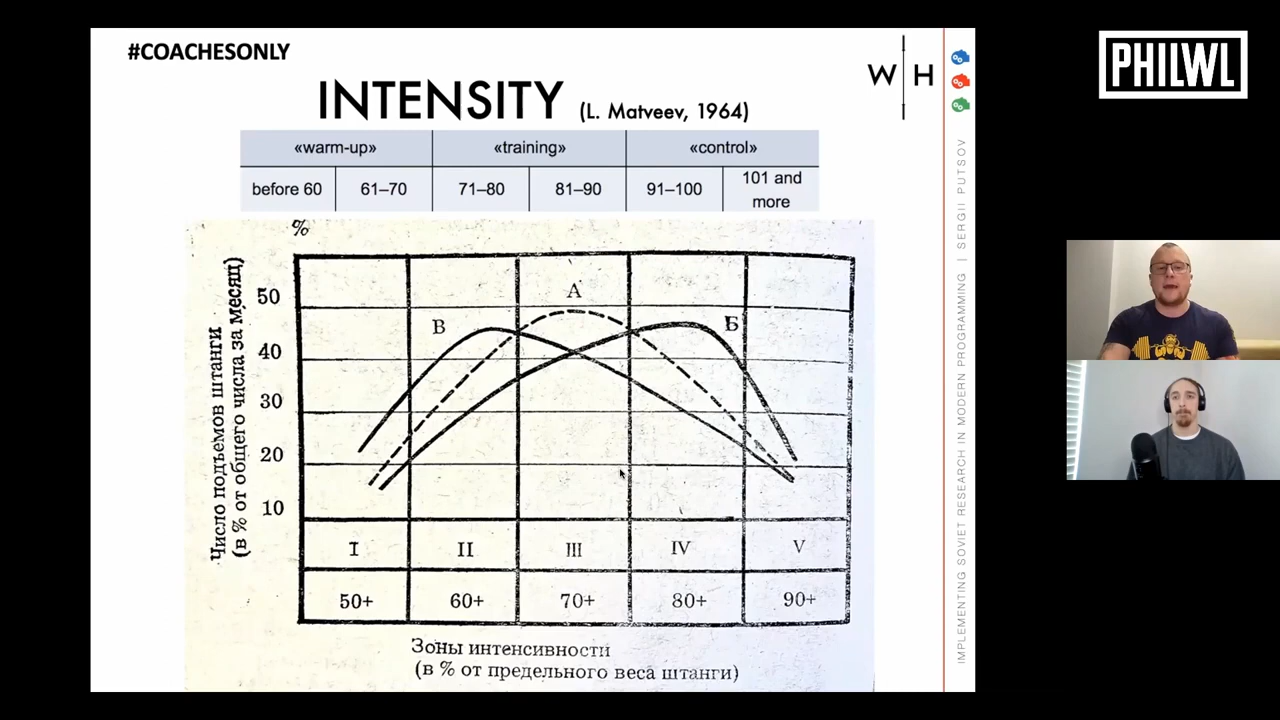 #COACHESONLY
INTENSITY (L. Matveev, 1964)
W H
PHILWL
«warm-up» «training» «control»
before 60 61–70 71–80 81–90 91–100 101 and more
%
Число подъемов штанги
(в % от общего числа за месяц)
50
40
30
20
10
А
В
Б
I II III IV V
50+ 60+ 70+ 80+ 90+
Зоны интенсивности
(в % от предельного веса штанги)
IMPLEMENTING SOVIET RESEARCH IN MODERN PROGRAMMING | SERGII PUTSOV